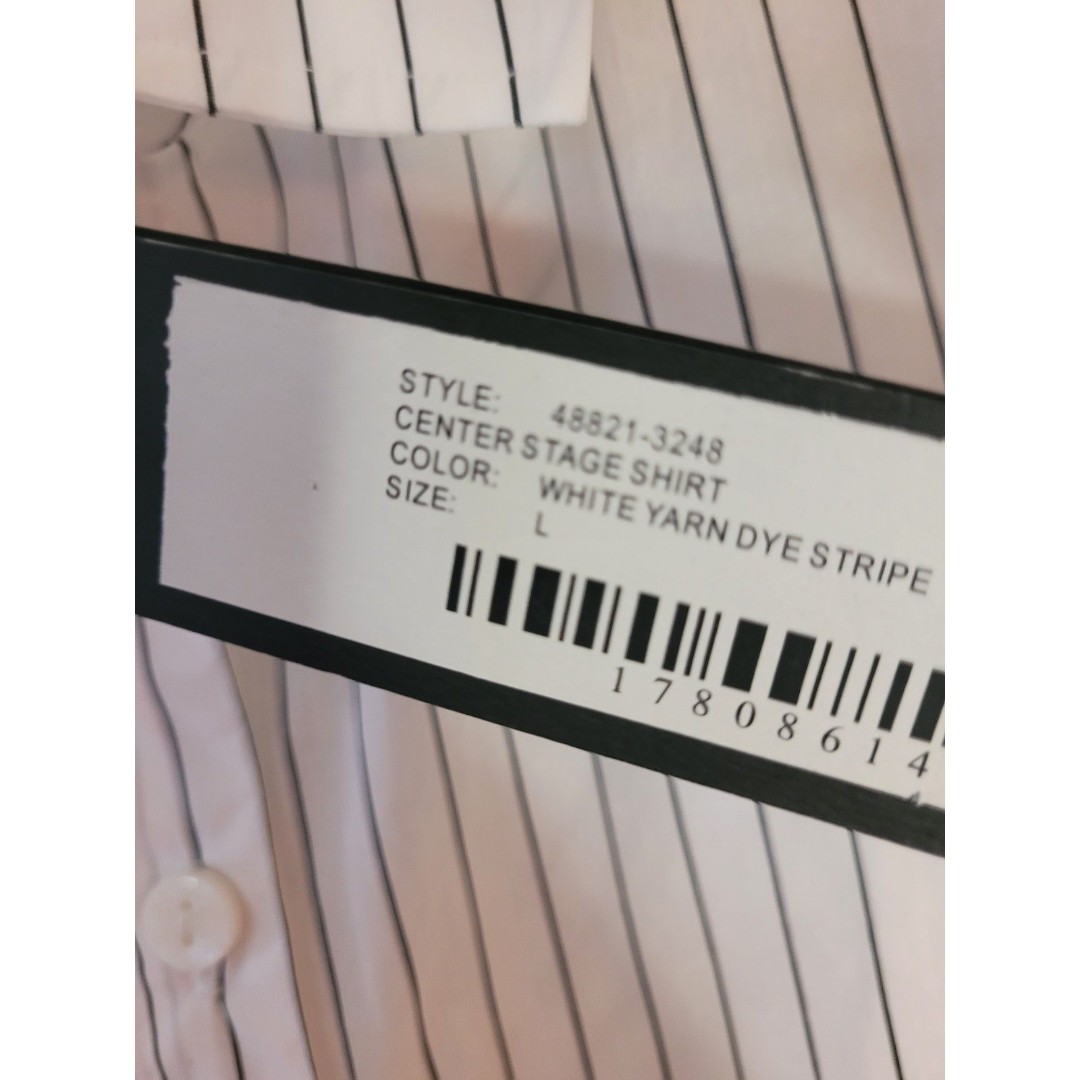 STYLE: 48821-3248
CENTER STAGE SHIRT
COLOR: WHITE YARN DYE STRIPE
SIZE: L
17808614